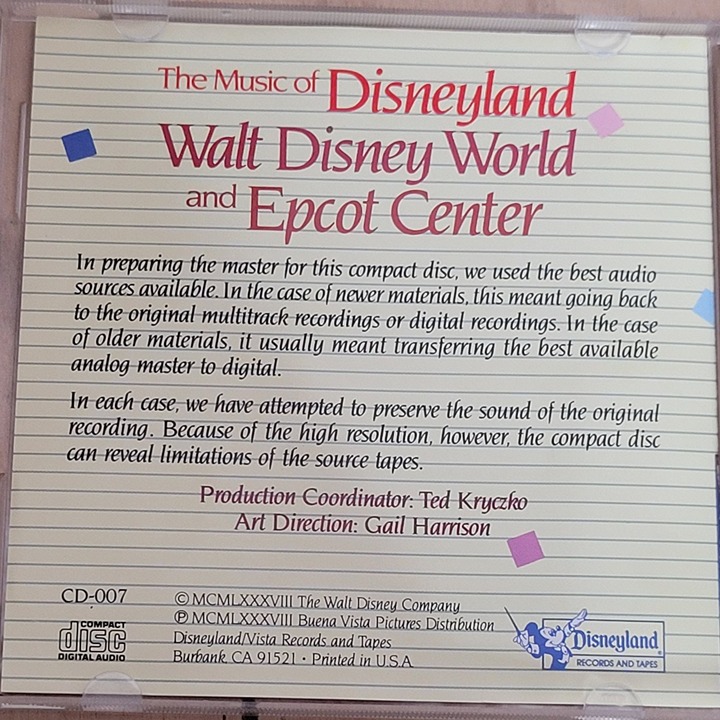 The Music of Disneyland
Walt Disney World
and Epcot Center
In preparing the master for this compact disc, we used the best audio
sources available. In the case of newer materials, this meant going back
to the original multitrack recordings or digital recordings. In the case
of older materials, it usually meant transferring the best available
analog master to digital.
In each case, we have attempted to preserve the sound of the original
recording. Because of the high resolution, however, the compact disc
can reveal limitations of the source tapes.
Production Coordinator: Ted Kryczko
Art Direction: Gail Harrison
CD-007
COMPACT
disc
DIGITAL AUDIO
© MCMLXXXVIII The Walt Disney Company
℗ MCMLXXXVIII Buena Vista Pictures Distribution
Disneyland/Vista Records and Tapes
Burbank, CA 91521 · Printed in U.S.A.
Disneyland®
RECORDS AND TAPES